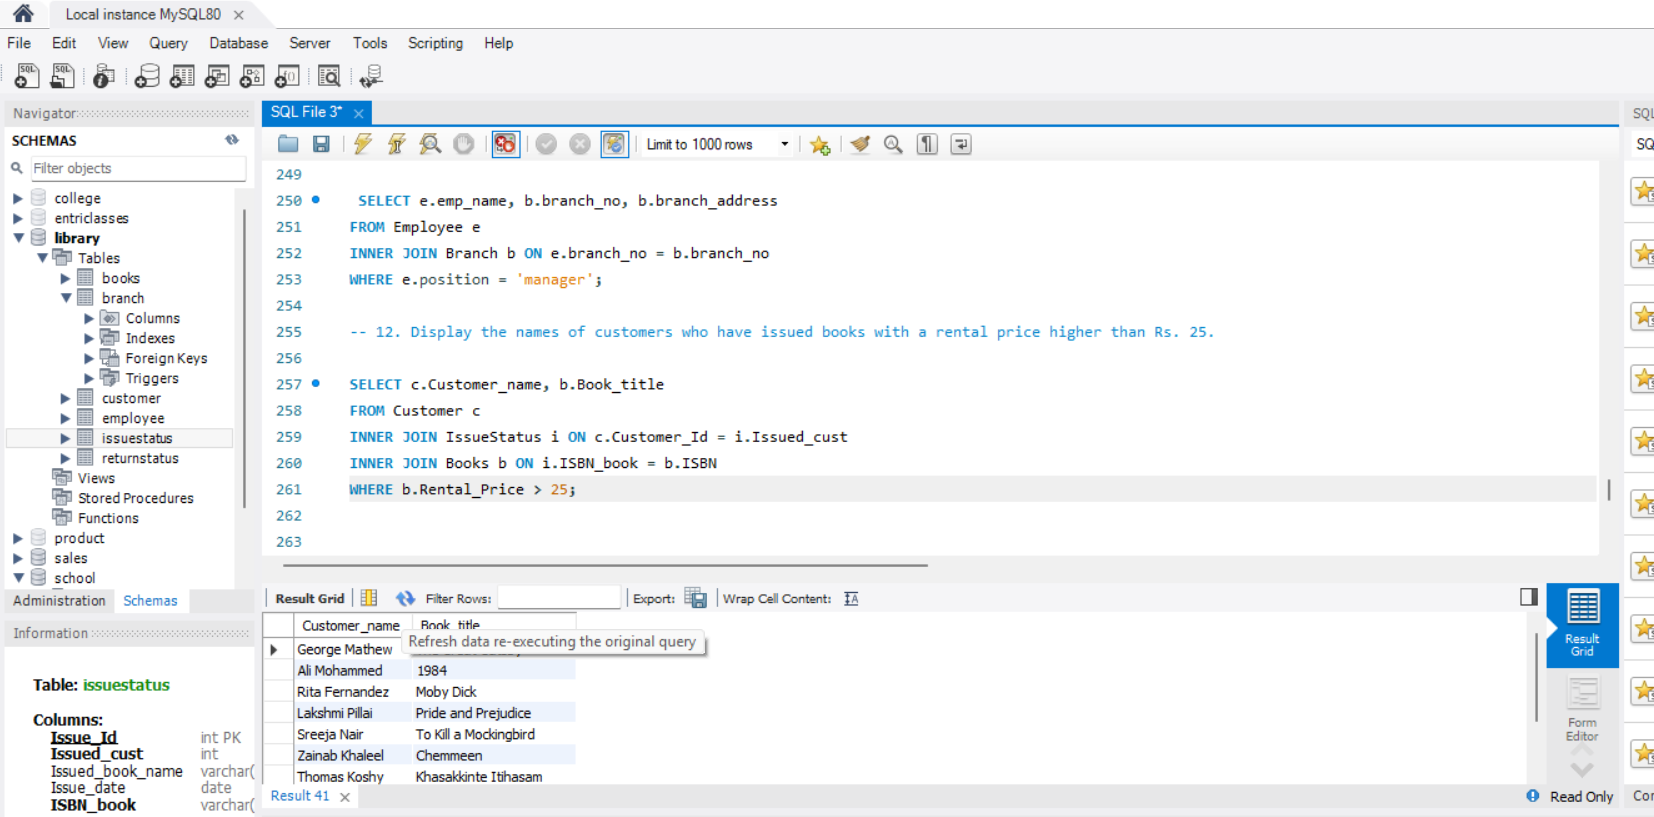 Local instance MySQL80
File Edit View Query Database Server Tools Scripting Help
Navigator
SCHEMAS
Filter objects
college
entriclasses
library
Tables
books
branch
Columns
Indexes
Foreign Keys
Triggers
customer
employee
issuestatus
returnstatus
Views
Stored Procedures
Functions
product
sales
school
Administration Schemas
Information
Table: issuestatus
Columns:
Issue_Id int PK
Issued_cust int
Issued_book_name varchar(
Issue_date date
ISBN_book varchar(
SQL File 3*
Limit to 1000 rows
249
250 SELECT e.emp_name, b.branch_no, b.branch_address
251 FROM Employee e
252 INNER JOIN Branch b ON e.branch_no = b.branch_no
253 WHERE e.position = 'manager';
254
255 -- 12. Display the names of customers who have issued books with a rental price higher than Rs. 25.
256
257 SELECT c.Customer_name, b.Book_title
258 FROM Customer c
259 INNER JOIN IssueStatus i ON c.Customer_Id = i.Issued_cust
260 INNER JOIN Books b ON i.ISBN_book = b.ISBN
261 WHERE b.Rental_Price > 25;
262
263
Result Grid Filter Rows: Export: Wrap Cell Content:
Customer_name Book_title
Refresh data re-executing the original query
George Mathew
Ali Mohammed 1984
Rita Fernandez Moby Dick
Lakshmi Pillai Pride and Prejudice
Sreeja Nair To Kill a Mockingbird
Zainab Khaleel Chemmeen
Thomas Koshy Khasakkinte Itihasam
Result 41
Result
Grid
Form
Editor
Read Only